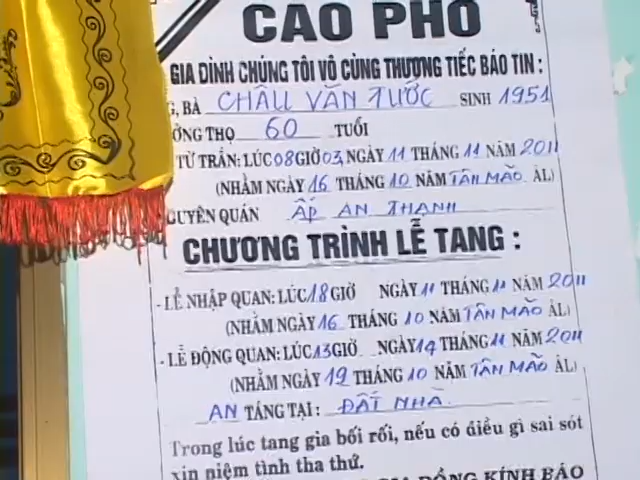 CÁO PHÓ
GIA ĐÌNH CHÚNG TÔI VÔ CÙNG THƯƠNG TIẾC BÁO TIN :
, BÀ CHÂU VĂN TƯỚC SINH 1951
ỞNG THỌ 60 TUỔI
TỪ TRẦN: LÚC 08 GIỜ 03, NGÀY 11 THÁNG 11 NĂM 2011
(NHẰM NGÀY 16 THÁNG 10 NĂM TÂN MÃO ÂL)
GUYÊN QUÁN ẤP AN THẠNH
CHƯƠNG TRÌNH LỄ TANG :
- LỄ NHẬP QUAN: LÚC 18 GIỜ NGÀY 11 THÁNG 11 NĂM 2011
(NHẰM NGÀY 16 THÁNG 10 NĂM TÂN MÃO ÂL)
- LỄ ĐỘNG QUAN: LÚC 13 GIỜ NGÀY 14 THÁNG 11 NĂM 2011
(NHẰM NGÀY 19 THÁNG 10 NĂM TÂN MÃO ÂL)
AN TÁNG TẠI : ĐẤT NHÀ
Trong lúc tang gia bối rối, nếu có điều gì sai sót
xin niệm tình tha thứ.
ĐỒNG KÍNH BÁO